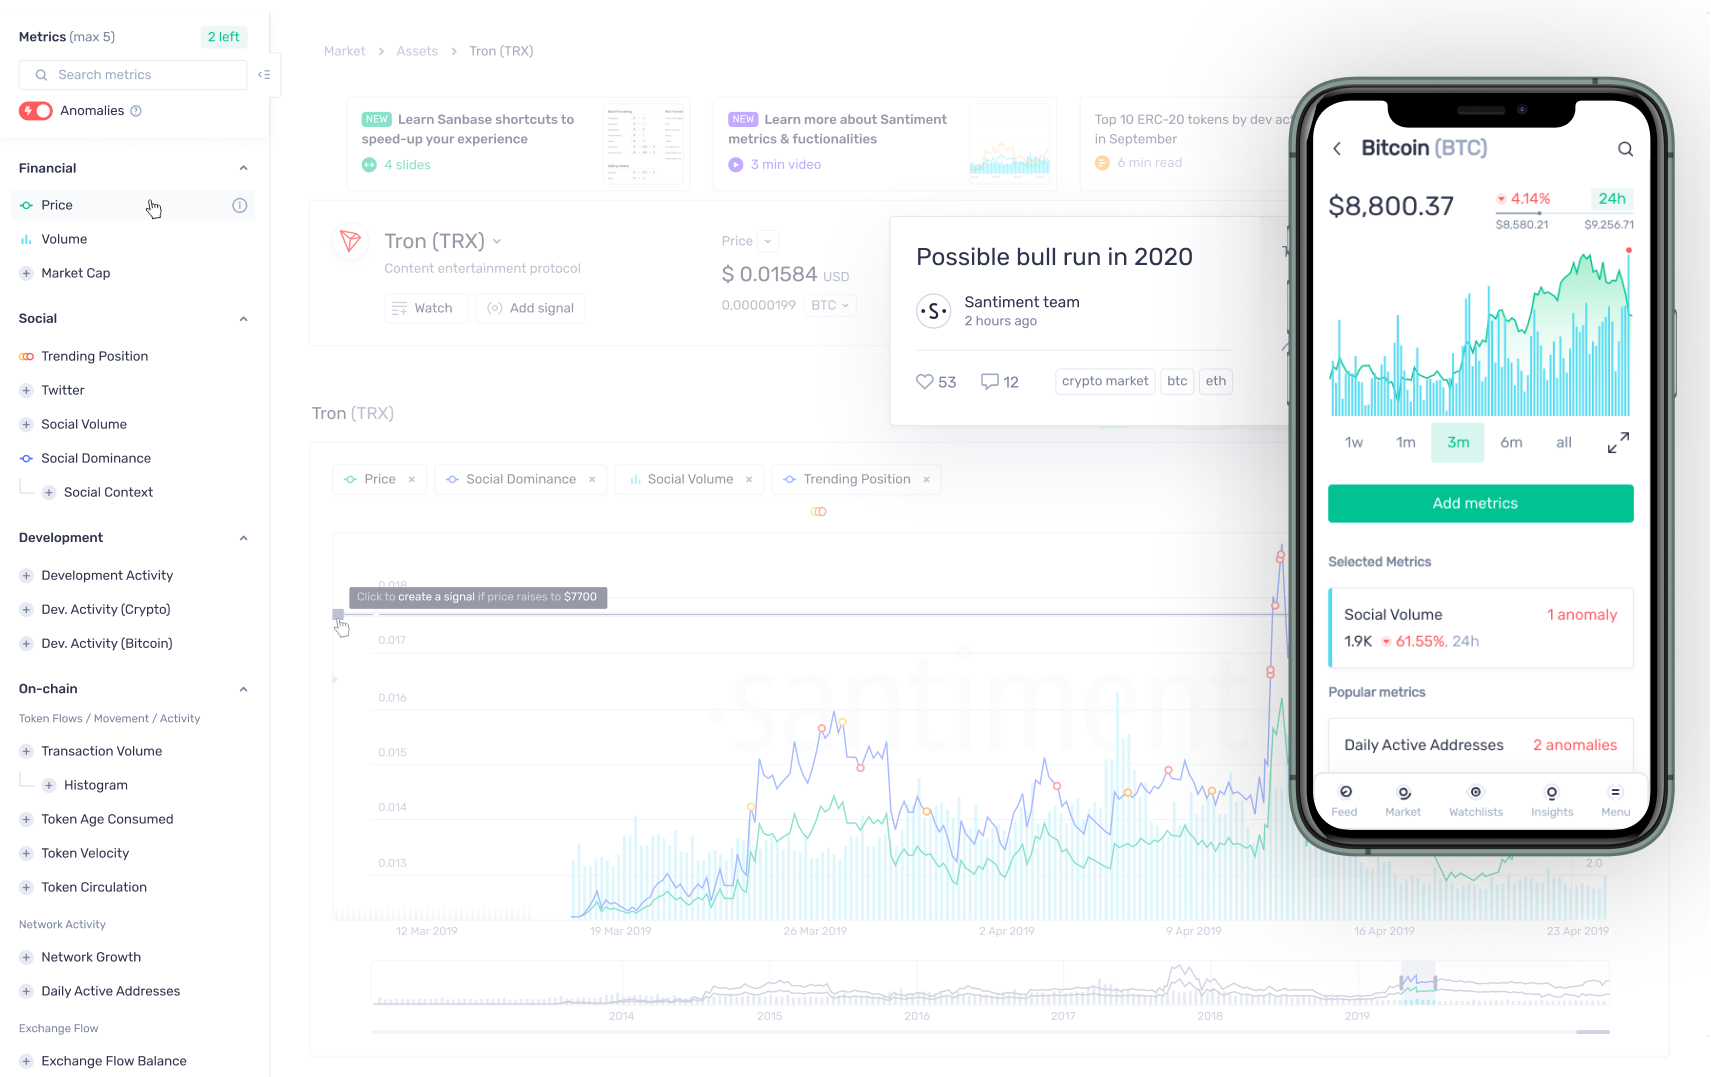 Metrics (max 5)
2 left
Search metrics
Anomalies
Financial
Price
Volume
Market Cap
Social
Trending Position
Twitter
Social Volume
Social Dominance
Social Context
Development
Development Activity
Dev. Activity (Crypto)
Dev. Activity (Bitcoin)
On-chain
Token Flows / Movement / Activity
Transaction Volume
Histogram
Token Age Consumed
Token Velocity
Token Circulation
Network Activity
Network Growth
Daily Active Addresses
Exchange Flow
Exchange Flow Balance
Market > Assets > Tron (TRX)
NEW Learn Sanbase shortcuts to
speed-up your experience
4 slides
NEW Learn more about Santiment
metrics & fuctionalities
3 min video
Top 10 ERC-20 tokens by dev
in September
6 min read
Tron (TRX)
Content entertainment protocol
Watch
Add signal
Price
$ 0.01584 USD
0,00000199 BTC
Possible bull run in 2020
·S·
Santiment team
2 hours ago
53
12
crypto market
btc
eth
Tron (TRX)
Price ×
Social Dominance ×
Social Volume ×
Trending Position ×
0.018
Click to create a signal if price raises to $7700
0.017
0.016
0.015
0.014
0.013
·santiment
2.0
12 Mar 2019
19 Mar 2019
26 Mar 2019
2 Apr 2019
9 Apr 2019
16 Apr 2019
23 Apr 2019
2014
2015
2016
2017
2018
2019
Bitcoin (BTC)
$8,800.37
4.14%
24h
$8,580.21
$9,256.71
1w
1m
3m
6m
all
Add metrics
Selected Metrics
Social Volume
1 anomaly
1.9K
61.55%, 24h
Popular metrics
Daily Active Addresses
2 anomalies
Feed
Market
Watchlists
Insights
Menu